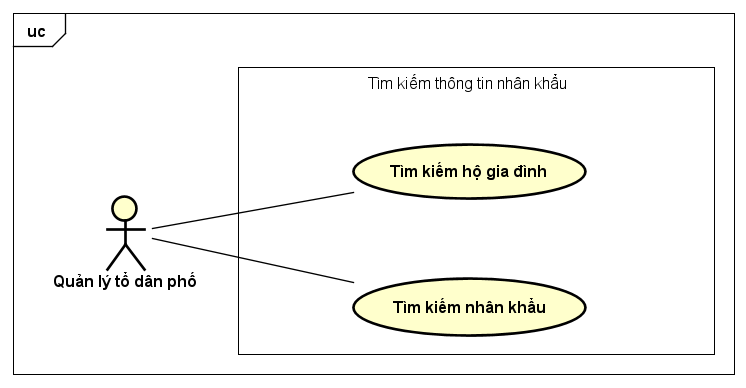 uc
Tìm kiếm thông tin nhân khẩu
Tìm kiếm hộ gia đình
Quản lý tổ dân phố
Tìm kiếm nhân khẩu